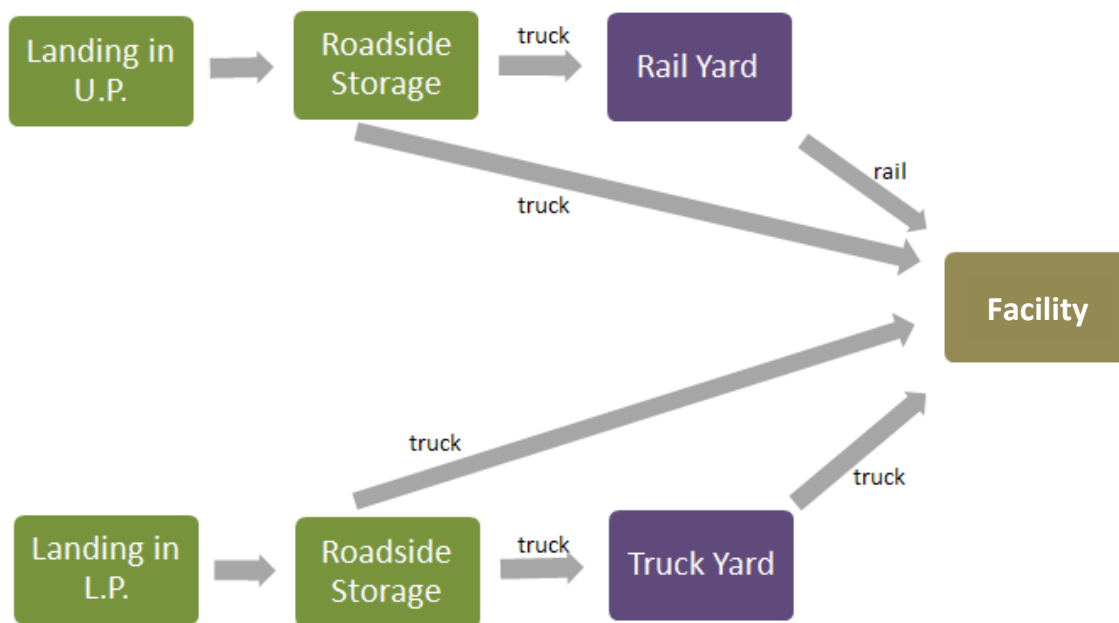 Landing in
U.P.
Roadside
Storage
truck
Rail Yard
rail
truck
Facility
truck
truck
Landing in
L.P.
Roadside
Storage
truck
Truck Yard